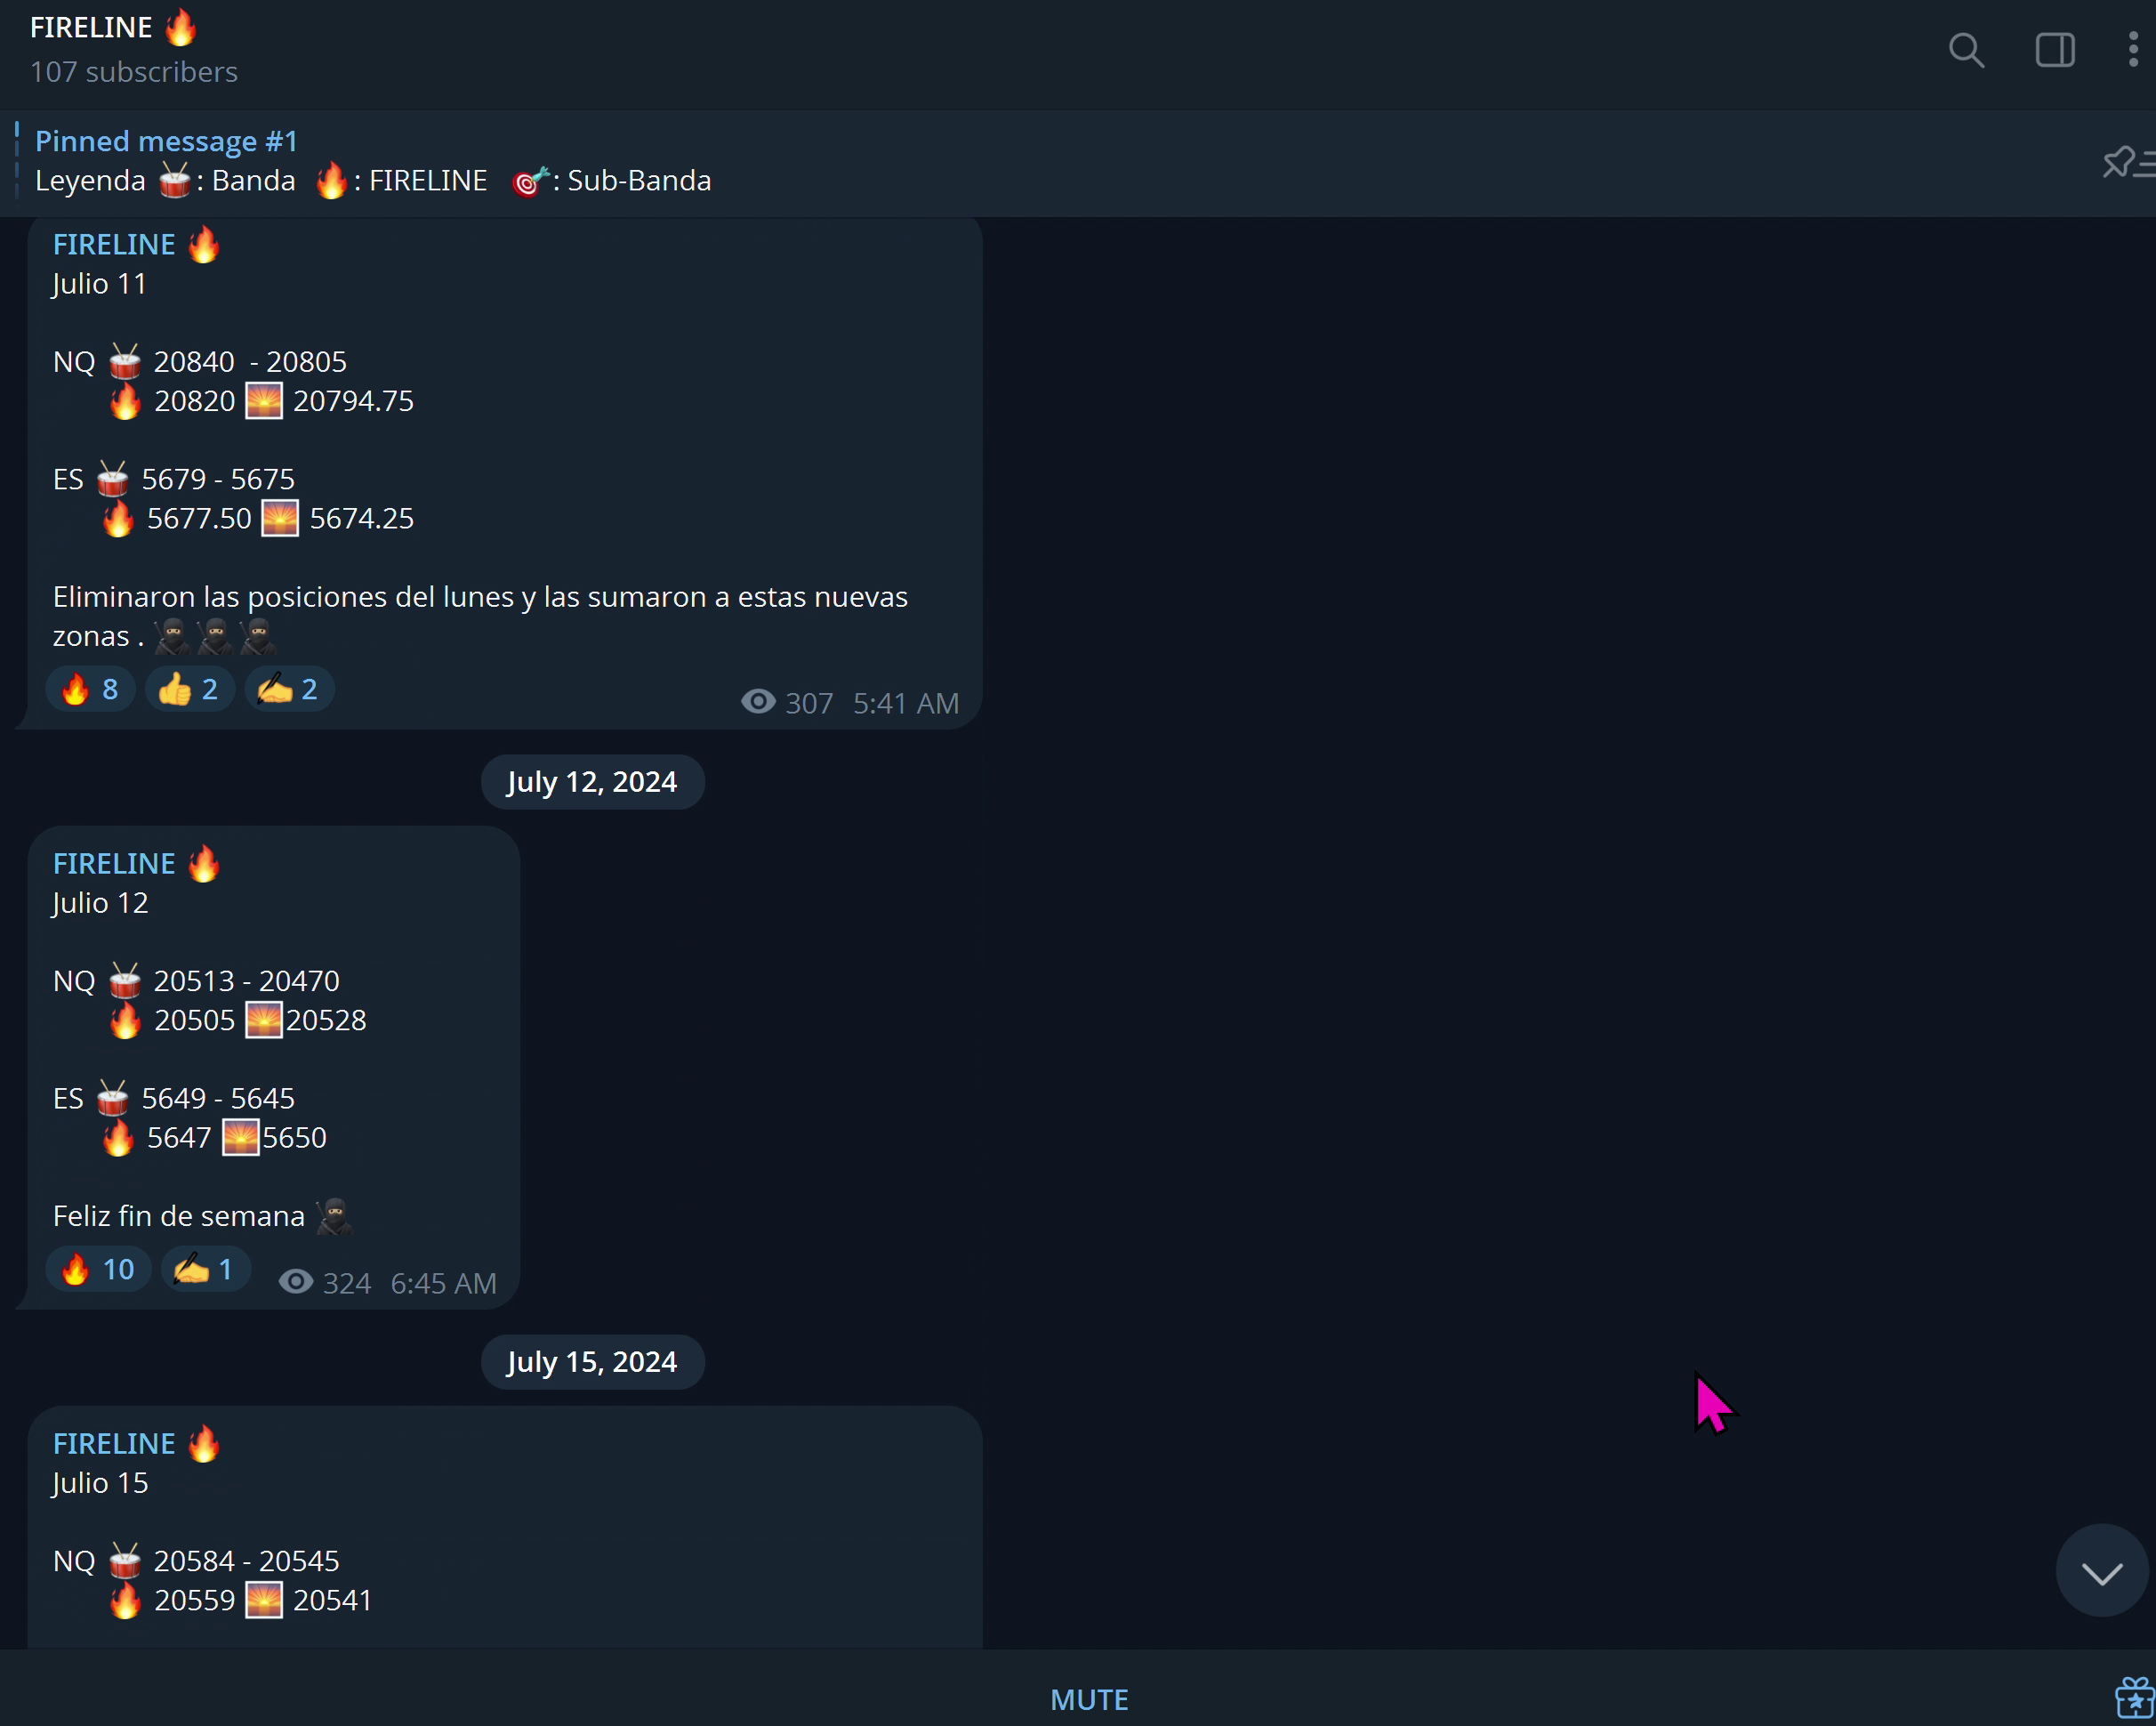 FIRELINE 🔥
107 subscribers
Pinned message #1
Leyenda 🥁: Banda 🔥: FIRELINE 🎯: Sub-Banda
FIRELINE 🔥
Julio 11
NQ 🥁 20840 - 20805
🔥 20820 🌅 20794.75
ES 🥁 5679 - 5675
🔥 5677.50 🌅 5674.25
Eliminaron las posiciones del lunes y las sumaron a estas nuevas
zonas . 🥷🥷🥷
🔥 8 👍 2 ✍️ 2 307 5:41 AM
July 12, 2024
FIRELINE 🔥
Julio 12
NQ 🥁 20513 - 20470
🔥 20505 🌅20528
ES 🥁 5649 - 5645
🔥 5647 🌅5650
Feliz fin de semana 🥷
🔥 10 ✍️ 1 324 6:45 AM
July 15, 2024
FIRELINE 🔥
Julio 15
NQ 🥁 20584 - 20545
🔥 20559 🌅 20541
MUTE